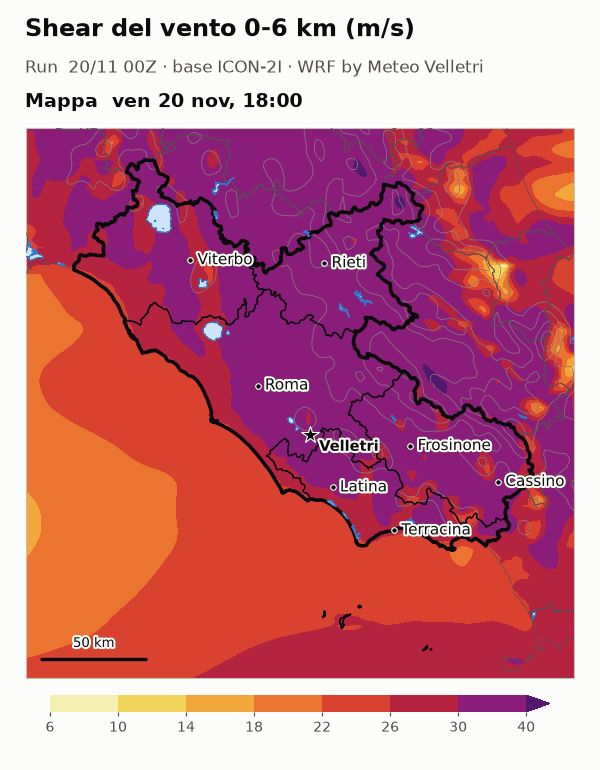 Shear del vento 0-6 km (m/s)
Run  20/11 00Z · base ICON-2I · WRF by Meteo Velletri
Mappa  ven 20 nov, 18:00
Viterbo
Rieti
Roma
Velletri
Frosinone
Latina
Cassino
Terracina
50 km
6 10 14 18 22 26 30 40